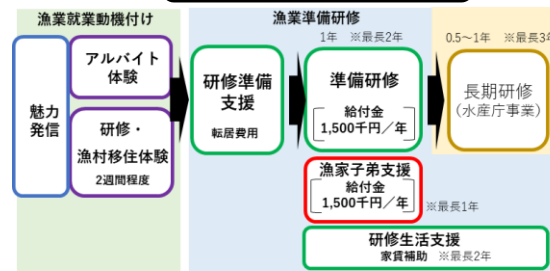 漁業就業動機付け
漁業準備研修
1年 ※最長2年
0.5~1年 ※最長3年
魅力
発信
アルバイト
体験
研修・
漁村移住体験
2週間程度
研修準備
支援
転居費用
準備研修
給付金
1,500千円/年
長期研修
(水産庁事業)
漁家子弟支援
給付金
1,500千円/年
※最長1年
研修生活支援
家賃補助 ※最長2年